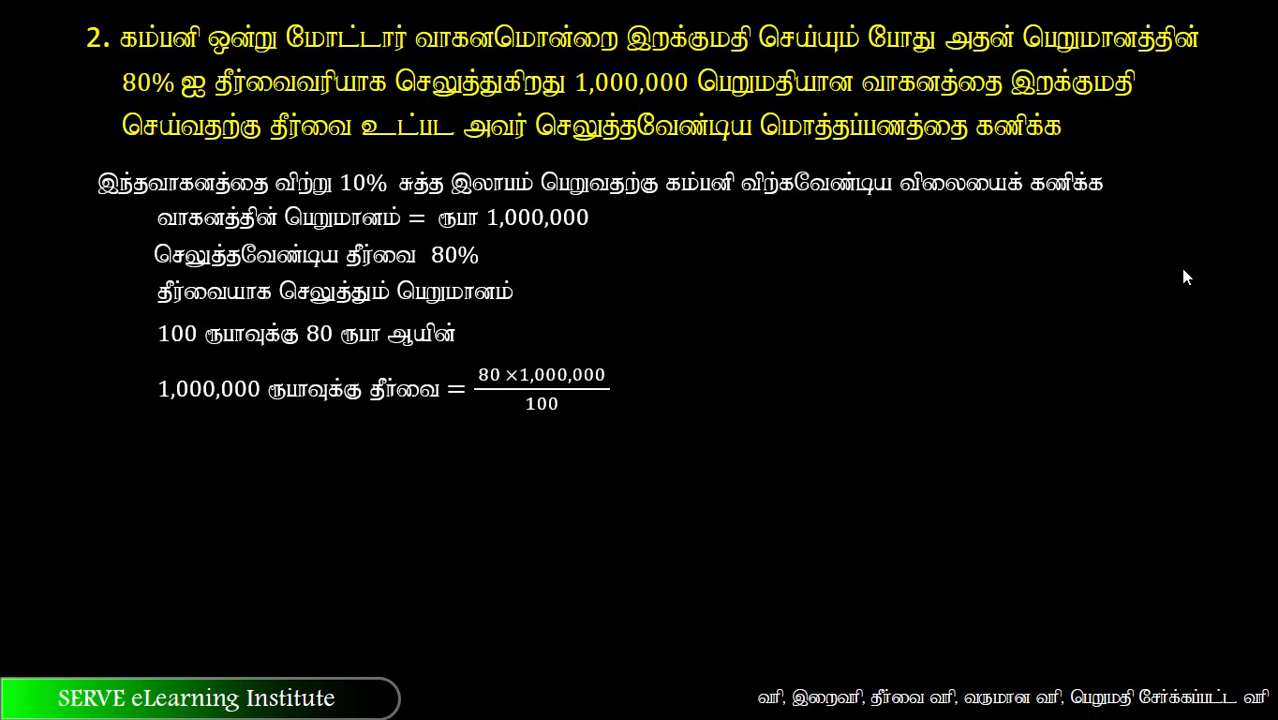 2. கம்பனி ஒன்று மோட்டார் வாகனமொன்றை இறக்குமதி செய்யும் போது அதன் பெறுமானத்தின்
80% ஐ தீர்வைவரியாக செலுத்துகிறது 1,000,000 பெறுமதியான வாகனத்தை இறக்குமதி
செய்வதற்கு தீர்வை உட்பட அவர் செலுத்தவேண்டிய மொத்தப்பணத்தை கணிக்க
இந்தவாகனத்தை விற்று 10% சுத்த இலாபம் பெறுவதற்கு கம்பனி விற்கவேண்டிய விலையைக் கணிக்க
வாகனத்தின் பெறுமானம் = ரூபா 1,000,000
செலுத்தவேண்டிய தீர்வை 80%
தீர்வையாக செலுத்தும் பெறுமானம்
100 ரூபாவுக்கு 80 ரூபா ஆயின்
1,000,000 ரூபாவுக்கு தீர்வை = 80 ×1,000,000
100
SERVE eLearning Institute
வரி, இறைவரி, தீர்வை வரி, வருமான வரி, பெறுமதி சேர்க்கப்பட்ட வரி